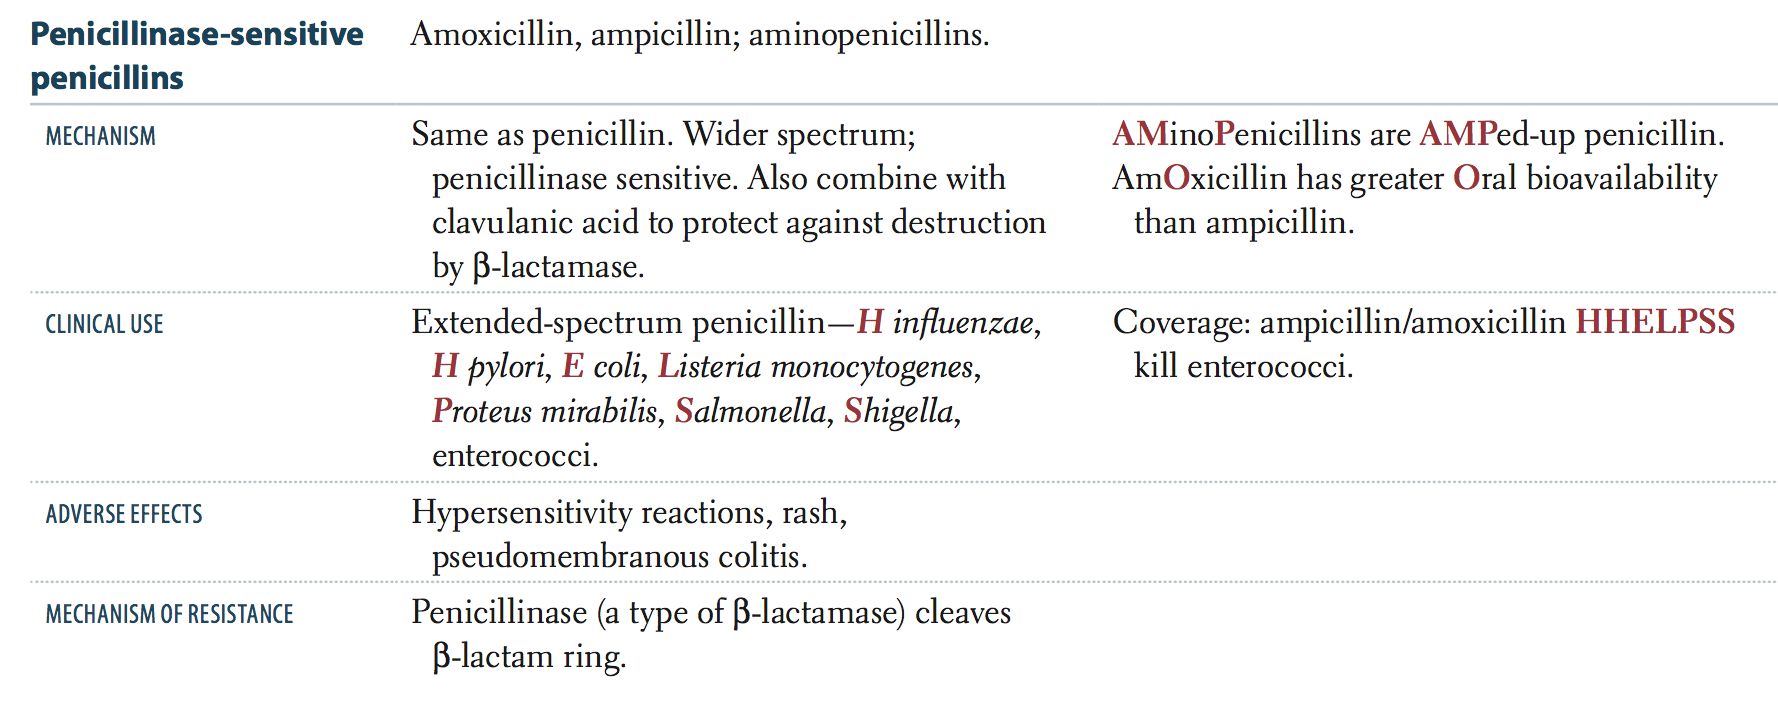 Penicillinase-sensitive
penicillins
Amoxicillin, ampicillin; aminopenicillins.
MECHANISM
Same as penicillin. Wider spectrum;
penicillinase sensitive. Also combine with
clavulanic acid to protect against destruction
by β-lactamase.
AMinoPenicillins are AMPed-up penicillin.
AmOxicillin has greater Oral bioavailability
than ampicillin.
CLINICAL USE
Extended-spectrum penicillin—H influenzae,
H pylori, E coli, Listeria monocytogenes,
Proteus mirabilis, Salmonella, Shigella,
enterococci.
Coverage: ampicillin/amoxicillin HHELPSS
kill enterococci.
ADVERSE EFFECTS
Hypersensitivity reactions, rash,
pseudomembranous colitis.
MECHANISM OF RESISTANCE
Penicillinase (a type of β-lactamase) cleaves
β-lactam ring.